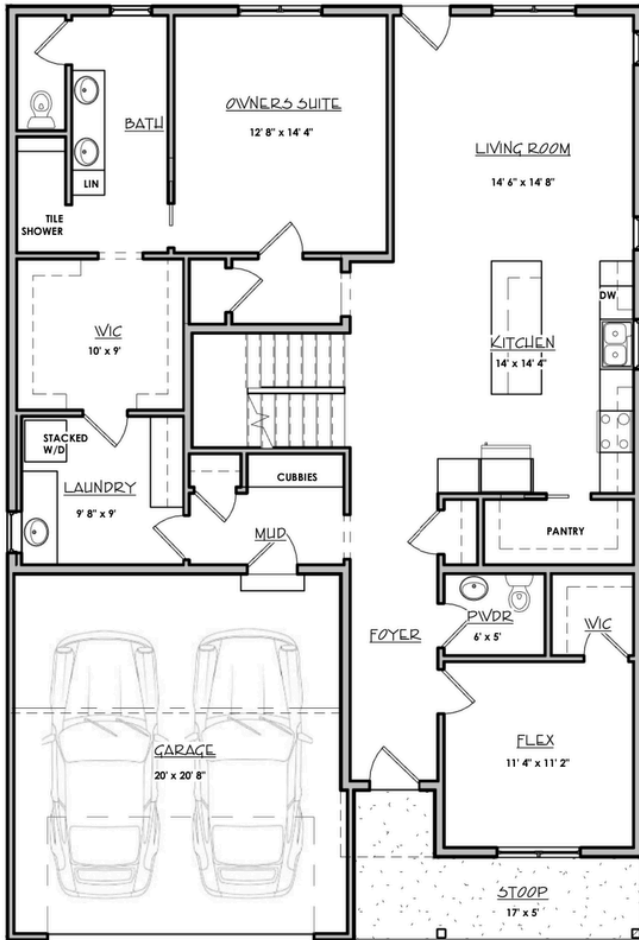 OWNERS SUITE
12' 8" x 14' 4"
BATH
LIVING ROOM
14' 6" x 14' 8"
LIN
TILE
SHOWER
DW
WIC
10' x 9'
KITCHEN
14' x 14' 4"
STACKED
W/D
CUBBIES
LAUNDRY
9' 8" x 9'
MUD
PANTRY
FOYER
PWDR
6' x 5'
WIC
FLEX
11' 4" x 11' 2"
GARAGE
20' x 20' 8"
STOOP
17' x 5'